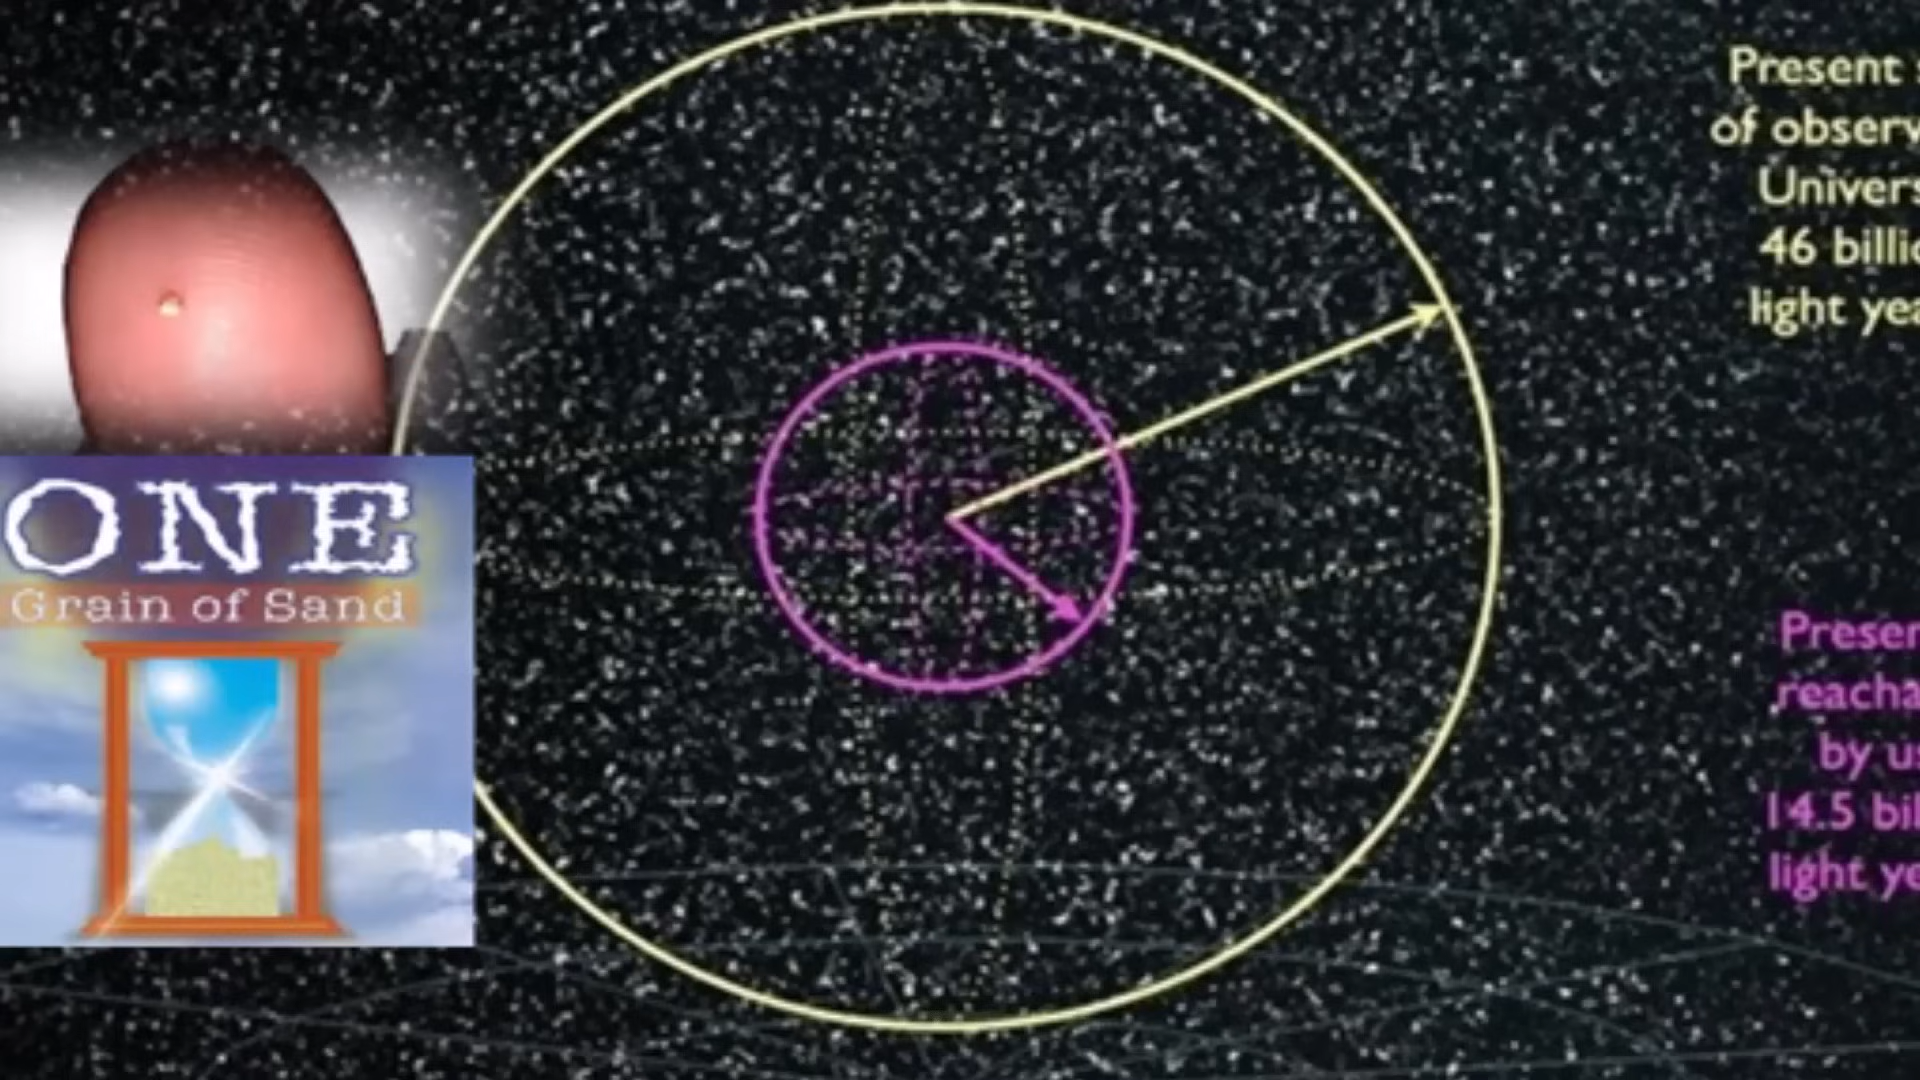 Present
of observ
Univers
46 billio
light yea
ONE
Grain of Sand
Presen
reacha
by us
14.5 bil
light ye